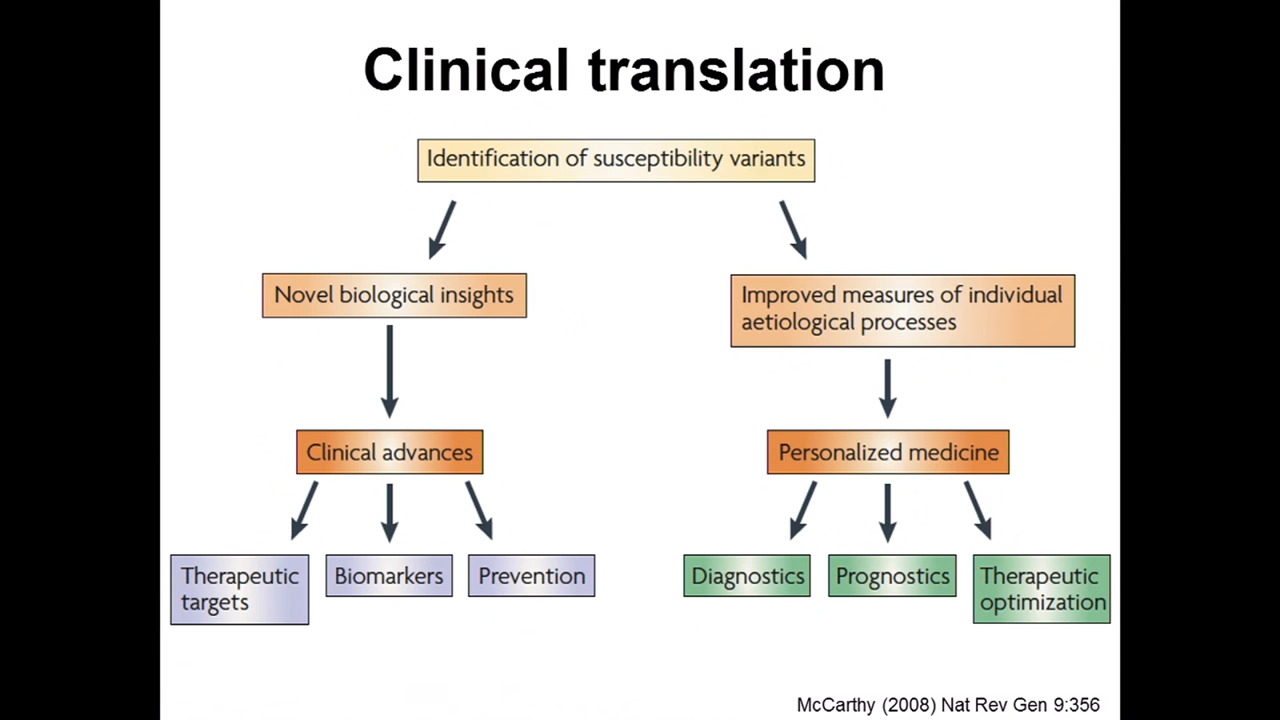 Clinical translation
Identification of susceptibility variants
Novel biological insights
Improved measures of individual
aetiological processes
Clinical advances
Personalized medicine
Therapeutic
targets
Biomarkers
Prevention
Diagnostics
Prognostics
Therapeutic
optimization
McCarthy (2008) Nat Rev Gen 9:356